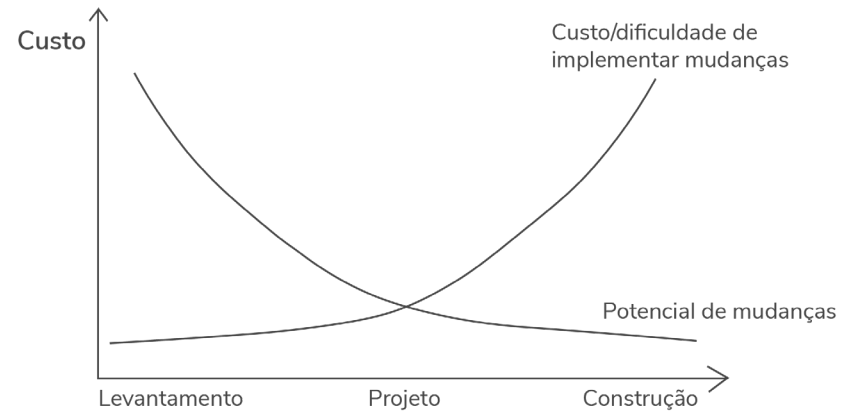 Custo
Custo/dificuldade de
implementar mudanças
Potencial de mudanças
Levantamento
Projeto
Construção